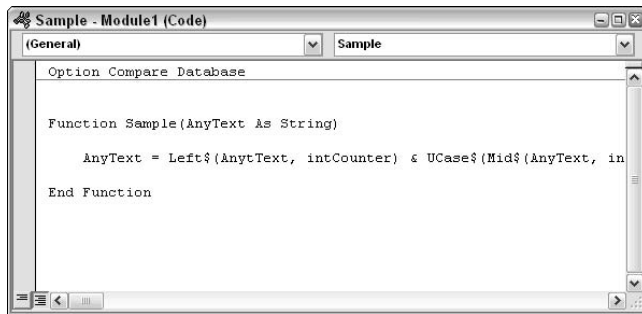 Sample - Module1 (Code)
(General) Sample
Option Compare Database
Function Sample(AnyText As String)
AnyText = Left$(AnytText, intCounter) & UCase$(Mid$(AnyText, in
End Function